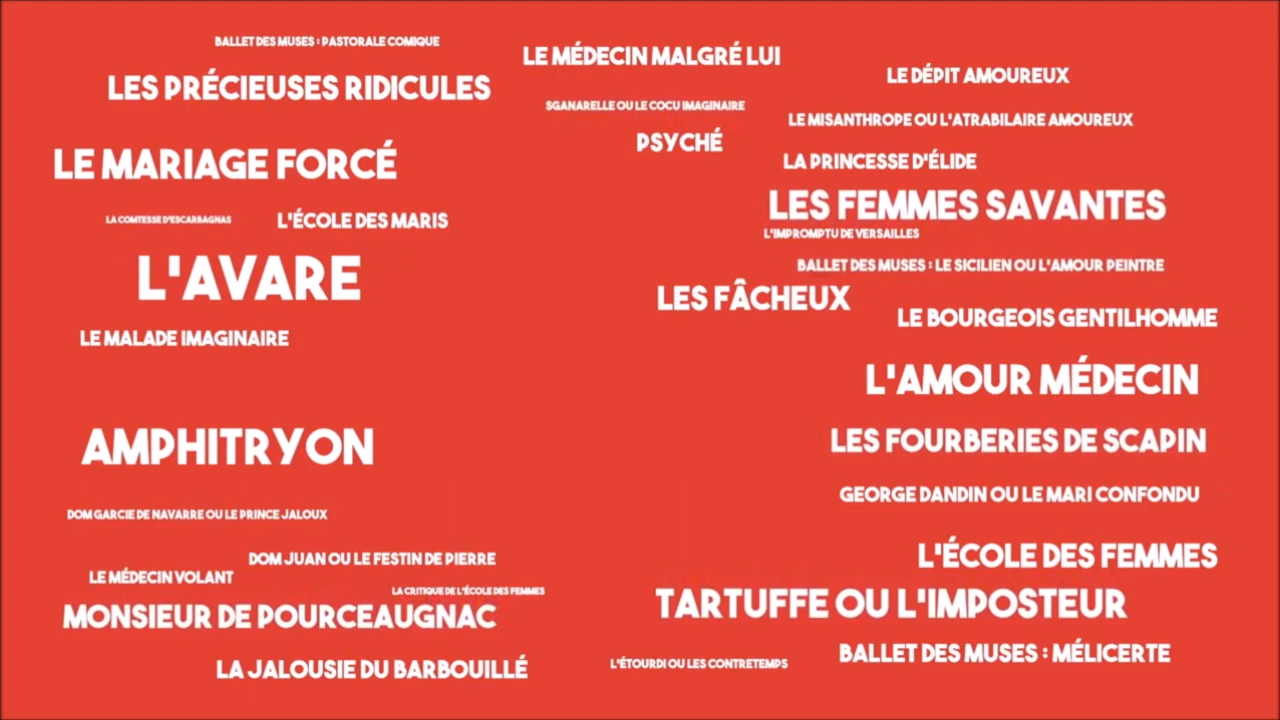 BALLET DES MUSES : PASTORALE COMIQUE
LE MÉDECIN MALGRÉ LUI
LE DÉPIT AMOUREUX
LES PRÉCIEUSES RIDICULES
SGANARELLE OU LE COCU IMAGINAIRE
LE MISANTHROPE OU L'ATRABILAIRE AMOUREUX
PSYCHÉ
LE MARIAGE FORCÉ
LA PRINCESSE D'ÉLIDE
LES FEMMES SAVANTES
LA COMTESSE D'ESCARBAGNAS
L'ÉCOLE DES MARIS
L'IMPROMPTU DE VERSAILLES
BALLET DES MUSES : LE SICILIEN OU L'AMOUR PEINTRE
L'AVARE
LES FÂCHEUX
LE BOURGEOIS GENTILHOMME
LE MALADE IMAGINAIRE
L'AMOUR MÉDECIN
AMPHITRYON
LES FOURBERIES DE SCAPIN
GEORGE DANDIN OU LE MARI CONFONDU
DOM GARCIE DE NAVARRE OU LE PRINCE JALOUX
DOM JUAN OU LE FESTIN DE PIERRE
L'ÉCOLE DES FEMMES
LE MÉDECIN VOLANT
LA CRITIQUE DE L'ÉCOLE DES FEMMES
TARTUFFE OU L'IMPOSTEUR
MONSIEUR DE POURCEAUGNAC
BALLET DES MUSES : MÉLICERTE
LA JALOUSIE DU BARBOUILLÉ
L'ÉTOURDI OU LES CONTRETEMPS